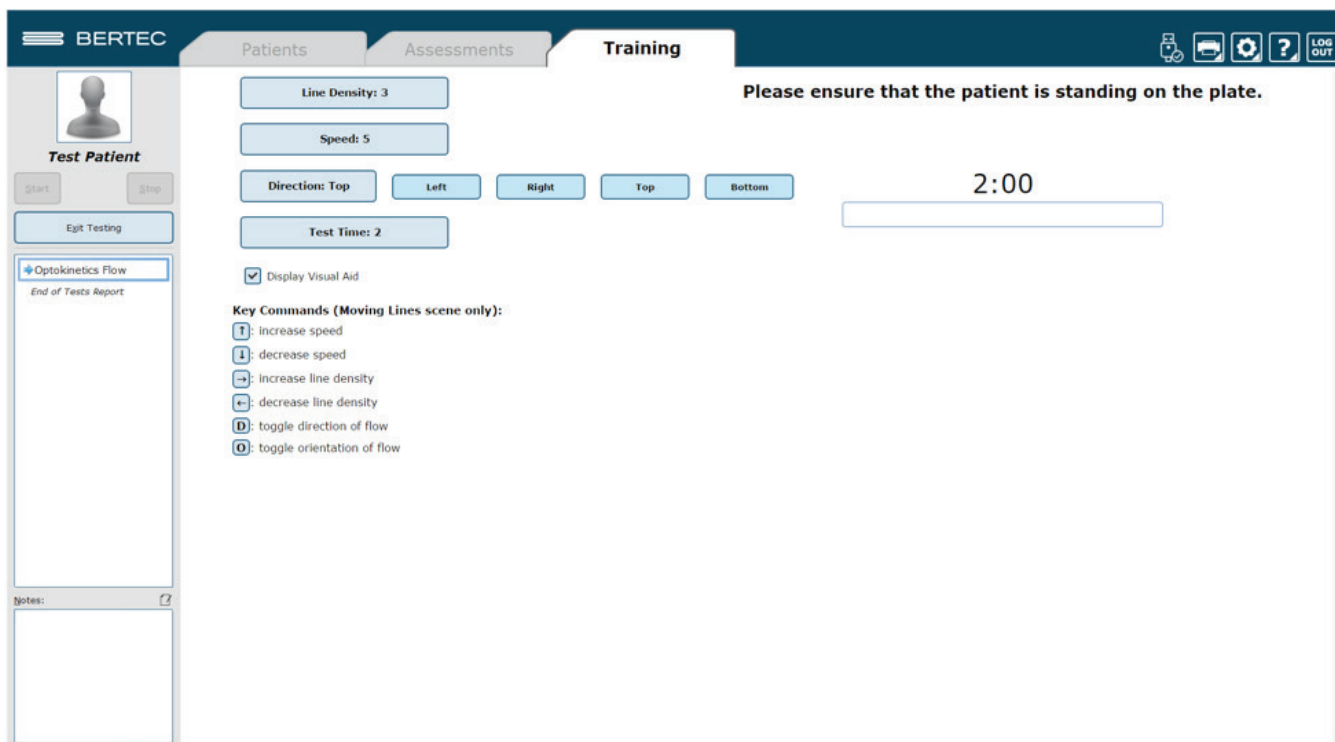 BERTEC
Patients
Assessments
Training
LOG
OUT
Test Patient
Start
Stop
Exit Testing
Optokinetics Flow
End of Tests Report
Notes:
Line Density: 3
Speed: 5
Direction: Top
Left
Right
Top
Bottom
Test Time: 2
Display Visual Aid
Key Commands (Moving Lines scene only):
↑: increase speed
↓: decrease speed
→: increase line density
←: decrease line density
D: toggle direction of flow
O: toggle orientation of flow
Please ensure that the patient is standing on the plate.
2:00